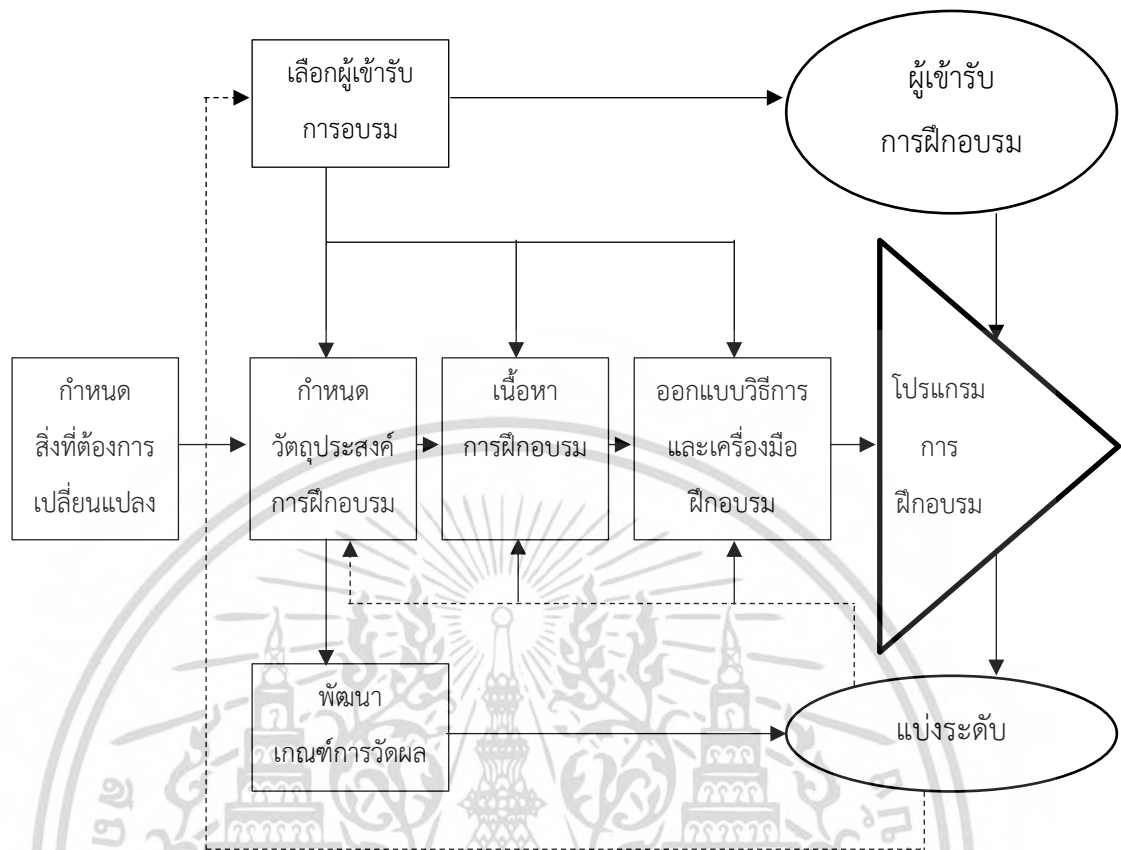 เลือกผู้เข้ารับ
การอบรม
ผู้เข้ารับ
การฝึกอบรม
กำหนด
สิ่งที่ต้องการ
เปลี่ยนแปลง
กำหนด
วัตถุประสงค์
การฝึกอบรม
เนื้อหา
การฝึกอบรม
ออกแบบวิธีการ
และเครื่องมือ
ฝึกอบรม
โปรแกรม
การ
ฝึกอบรม
พัฒนา
เกณฑ์การวัดผล
แบ่งระดับ